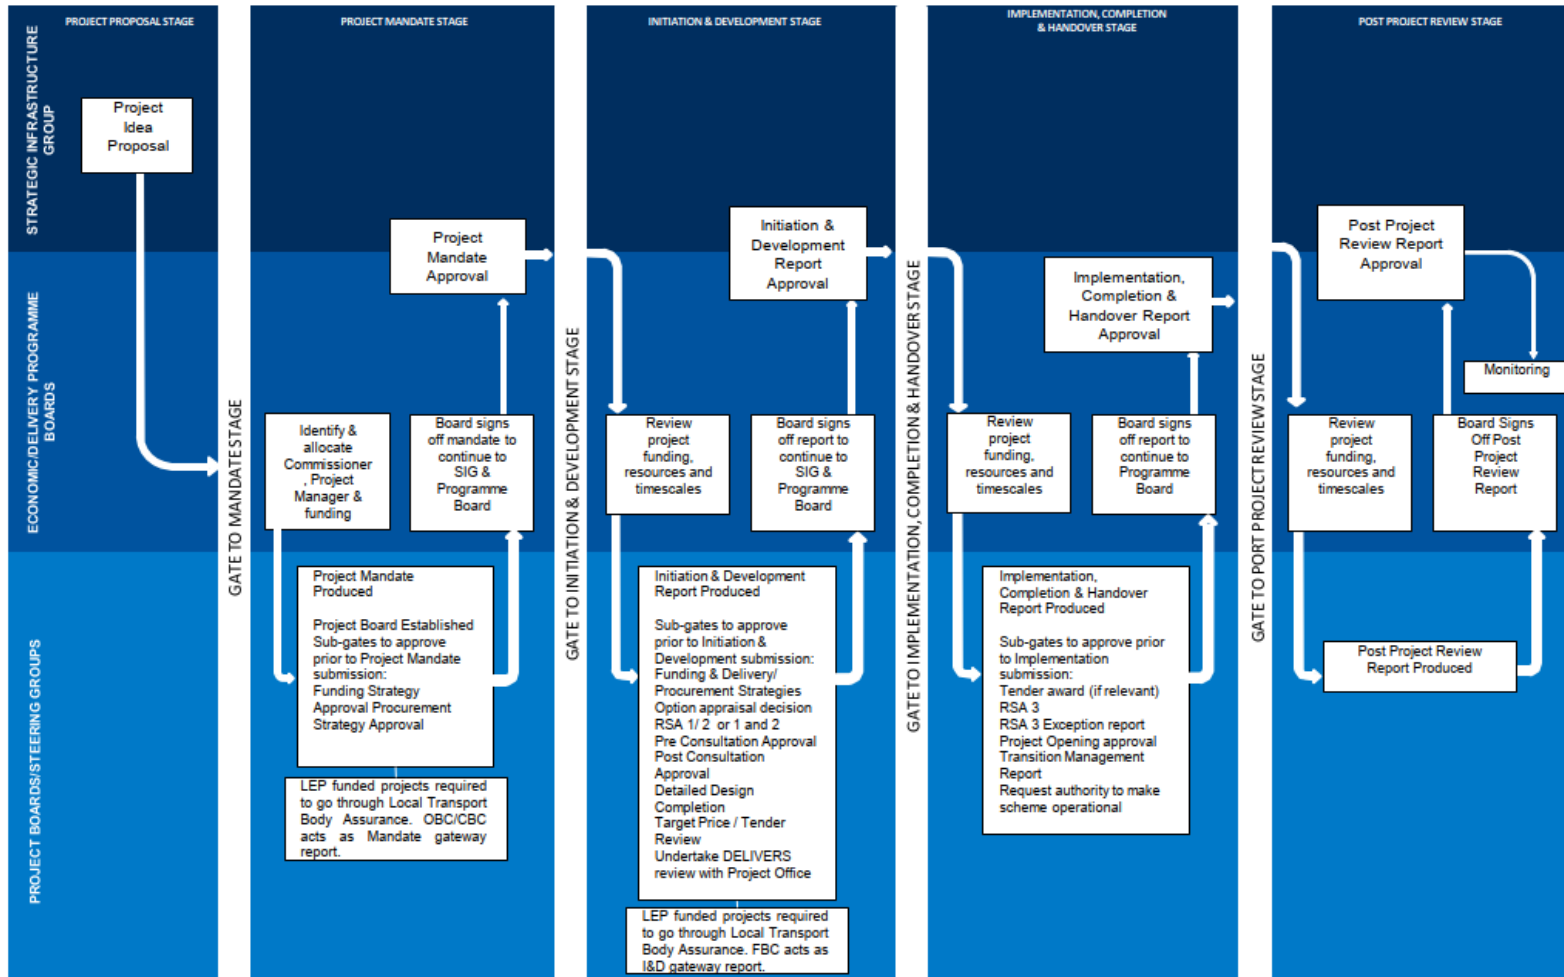 PROJECT PROPOSAL STAGE
PROJECT MANDATE STAGE
INITIATION & DEVELOPMENT STAGE
IMPLEMENTATION, COMPLETION
& HANDOVER STAGE
POST PROJECT REVIEW STAGE
STRATEGIC INFRASTRUCTURE
GROUP
ECONOMIC/DELIVERY PROGRAMME
BOARDS
PROJECT BOARDS/STEERING GROUPS
Project
Idea
Proposal
GATE TO MANDATE STAGE
Project
Mandate
Approval
Identify &
allocate
Commissioner
, Project
Manager &
funding
Board signs
off mandate to
continue to
SIG &
Programme
Board
Project Mandate
Produced
Project Board Established
Sub-gates to approve
prior to Project Mandate
submission:
Funding Strategy
Approval Procurement
Strategy Approval
LEP funded projects required
to go through Local Transport
Body Assurance. OBC/CBC
acts as Mandate gateway
report.
GATE TO INITIATION & DEVELOPMENT STAGE
Initiation &
Development
Report
Approval
Review
project
funding,
resources and
timescales
Board signs
off report to
continue to
SIG &
Programme
Board
Initiation & Development
Report Produced
Sub-gates to approve
prior to Initiation &
Development submission:
Funding & Delivery/
Procurement Strategies
Option appraisal decision
RSA 1/ 2 or 1 and 2
Pre Consultation Approval
Post Consultation
Approval
Detailed Design
Completion
Target Price / Tender
Review
Undertake DELIVERS
review with Project Office
LEP funded projects required
to go through Local Transport
Body Assurance. FBC acts as
I&D gateway report.
GATE TO IMPLEMENTATION, COMPLETION & HANDOVER STAGE
Implementation,
Completion &
Handover Report
Approval
Review
project
funding,
resources and
timescales
Board signs
off report to
continue to
Programme
Board
Implementation,
Completion & Handover
Report Produced
Sub-gates to approve prior
to Implementation
submission:
Tender award (if relevant)
RSA 3
RSA 3 Exception report
Project Opening approval
Transition Management
Report
Request authority to make
scheme operational
GATE TO PORT PROJECT REVIEW STAGE
Post Project
Review Report
Approval
Monitoring
Review
project
funding,
resources and
timescales
Board Signs
Off Post
Project
Review
Report
Post Project Review
Report Produced